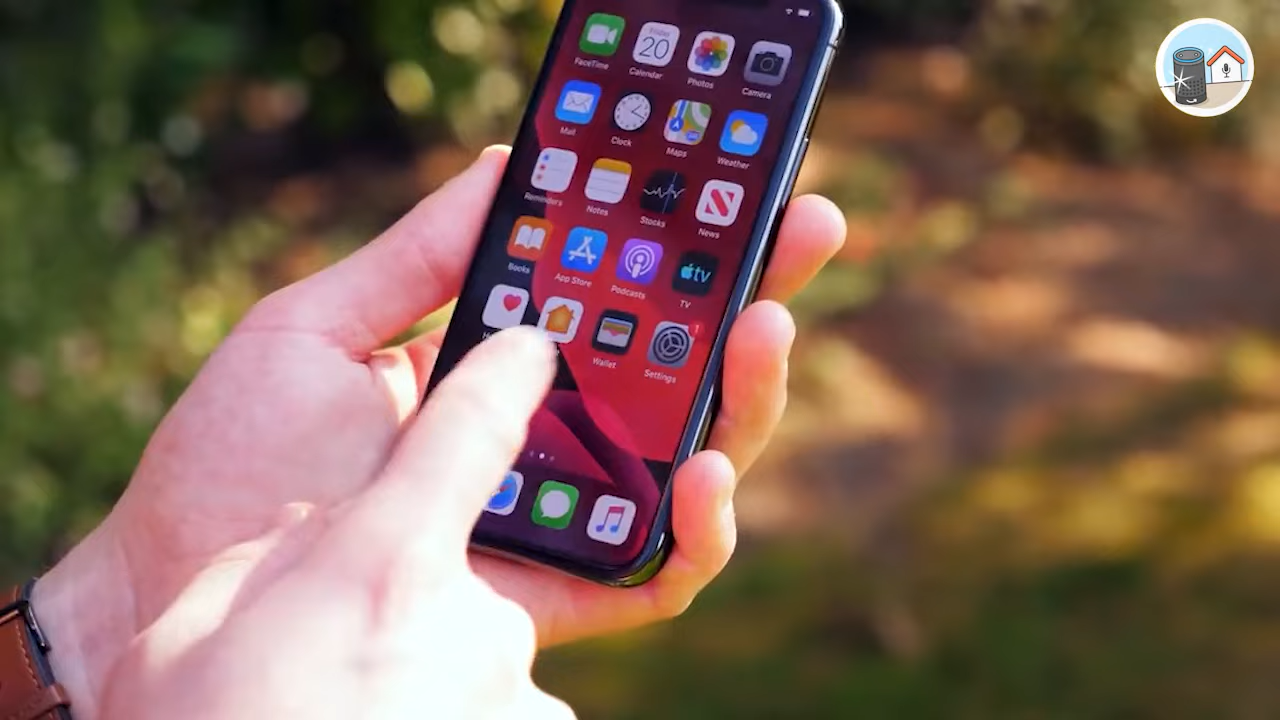 Friday
20
FaceTime
Calendar
Photos
Camera
Mail
Clock
Maps
Weather
Reminders
Notes
Stocks
News
tv
Books
App Store
Podcasts
TV
1
Wallet
Settings